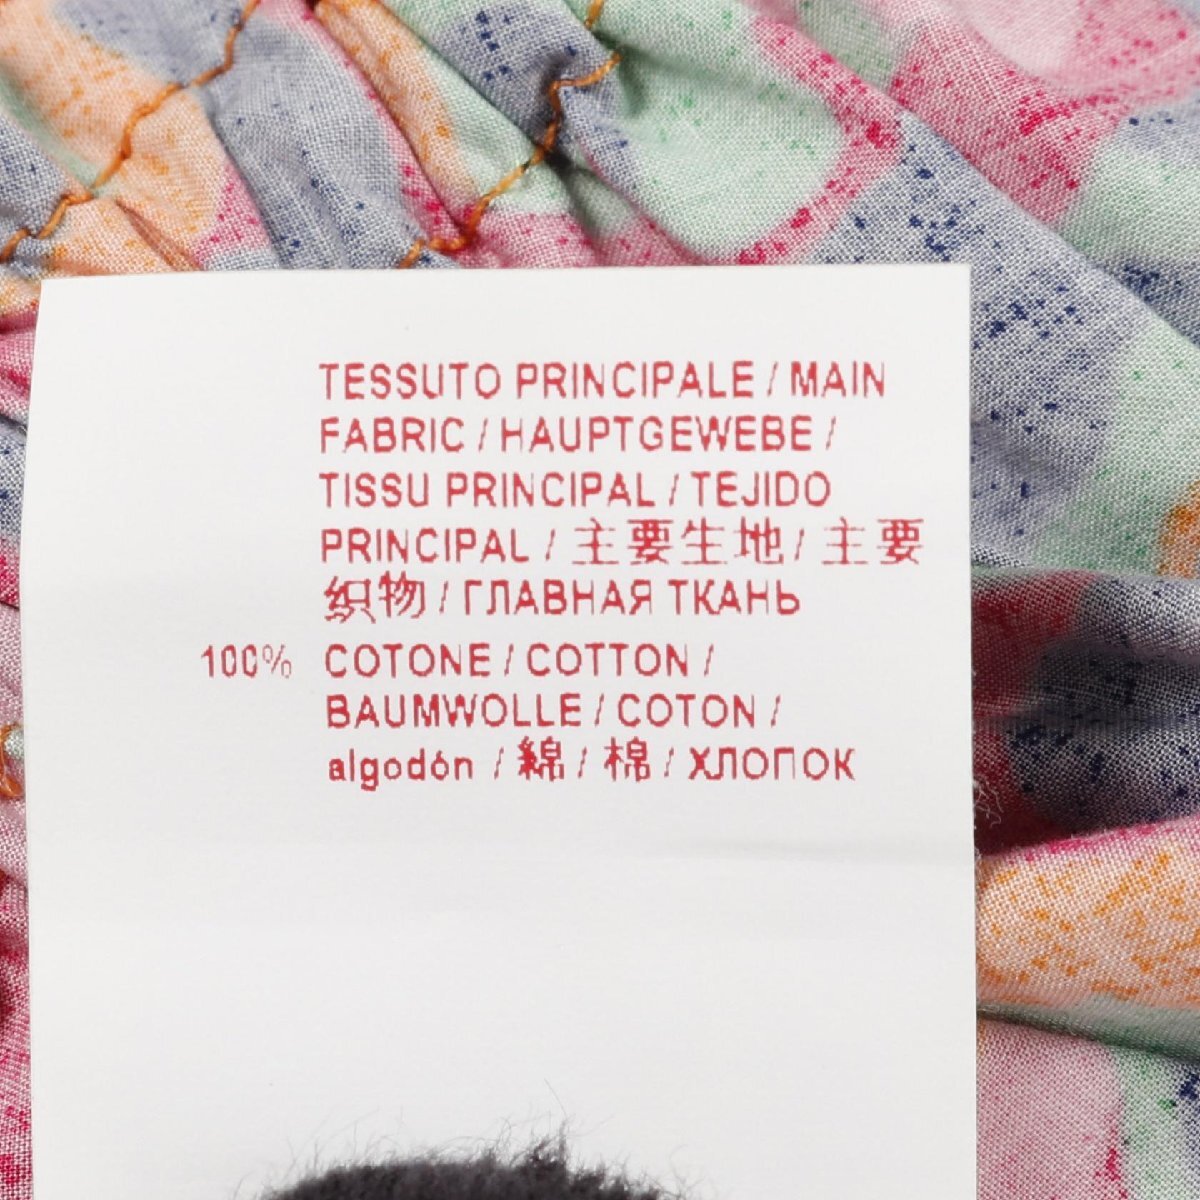 TESSUTO PRINCIPALE / MAIN
FABRIC / HAUPTGEWEBE /
TISSU PRINCIPAL / TEJIDO
PRINCIPAL / 主要生地 / 主要
织物 / ГЛАВНАЯ ТКАНЬ
100% COTONE / COTTON /
BAUMWOLLE / COTON /
algodón / 綿 / 棉 / ХЛОПОК